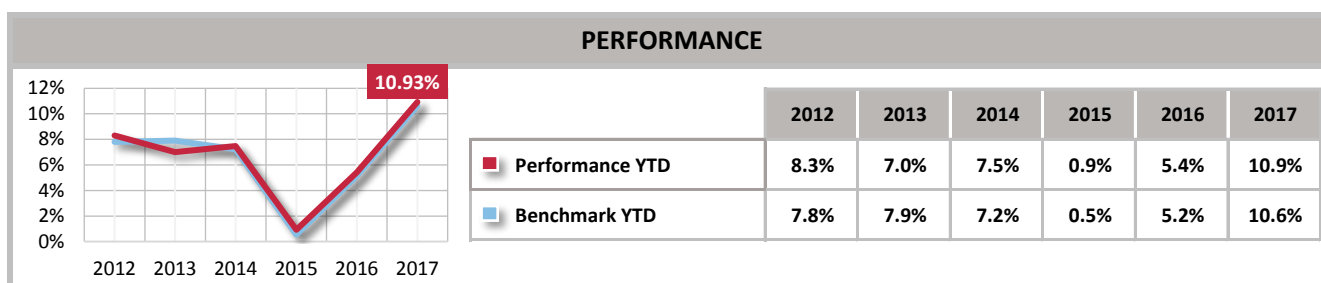 PERFORMANCE
10.93%
12%
10%
8%
6%
4%
2%
0%
2012 2013 2014 2015 2016 2017
2012 2013 2014 2015 2016 2017
Performance YTD 8.3% 7.0% 7.5% 0.9% 5.4% 10.9%
Benchmark YTD 7.8% 7.9% 7.2% 0.5% 5.2% 10.6%